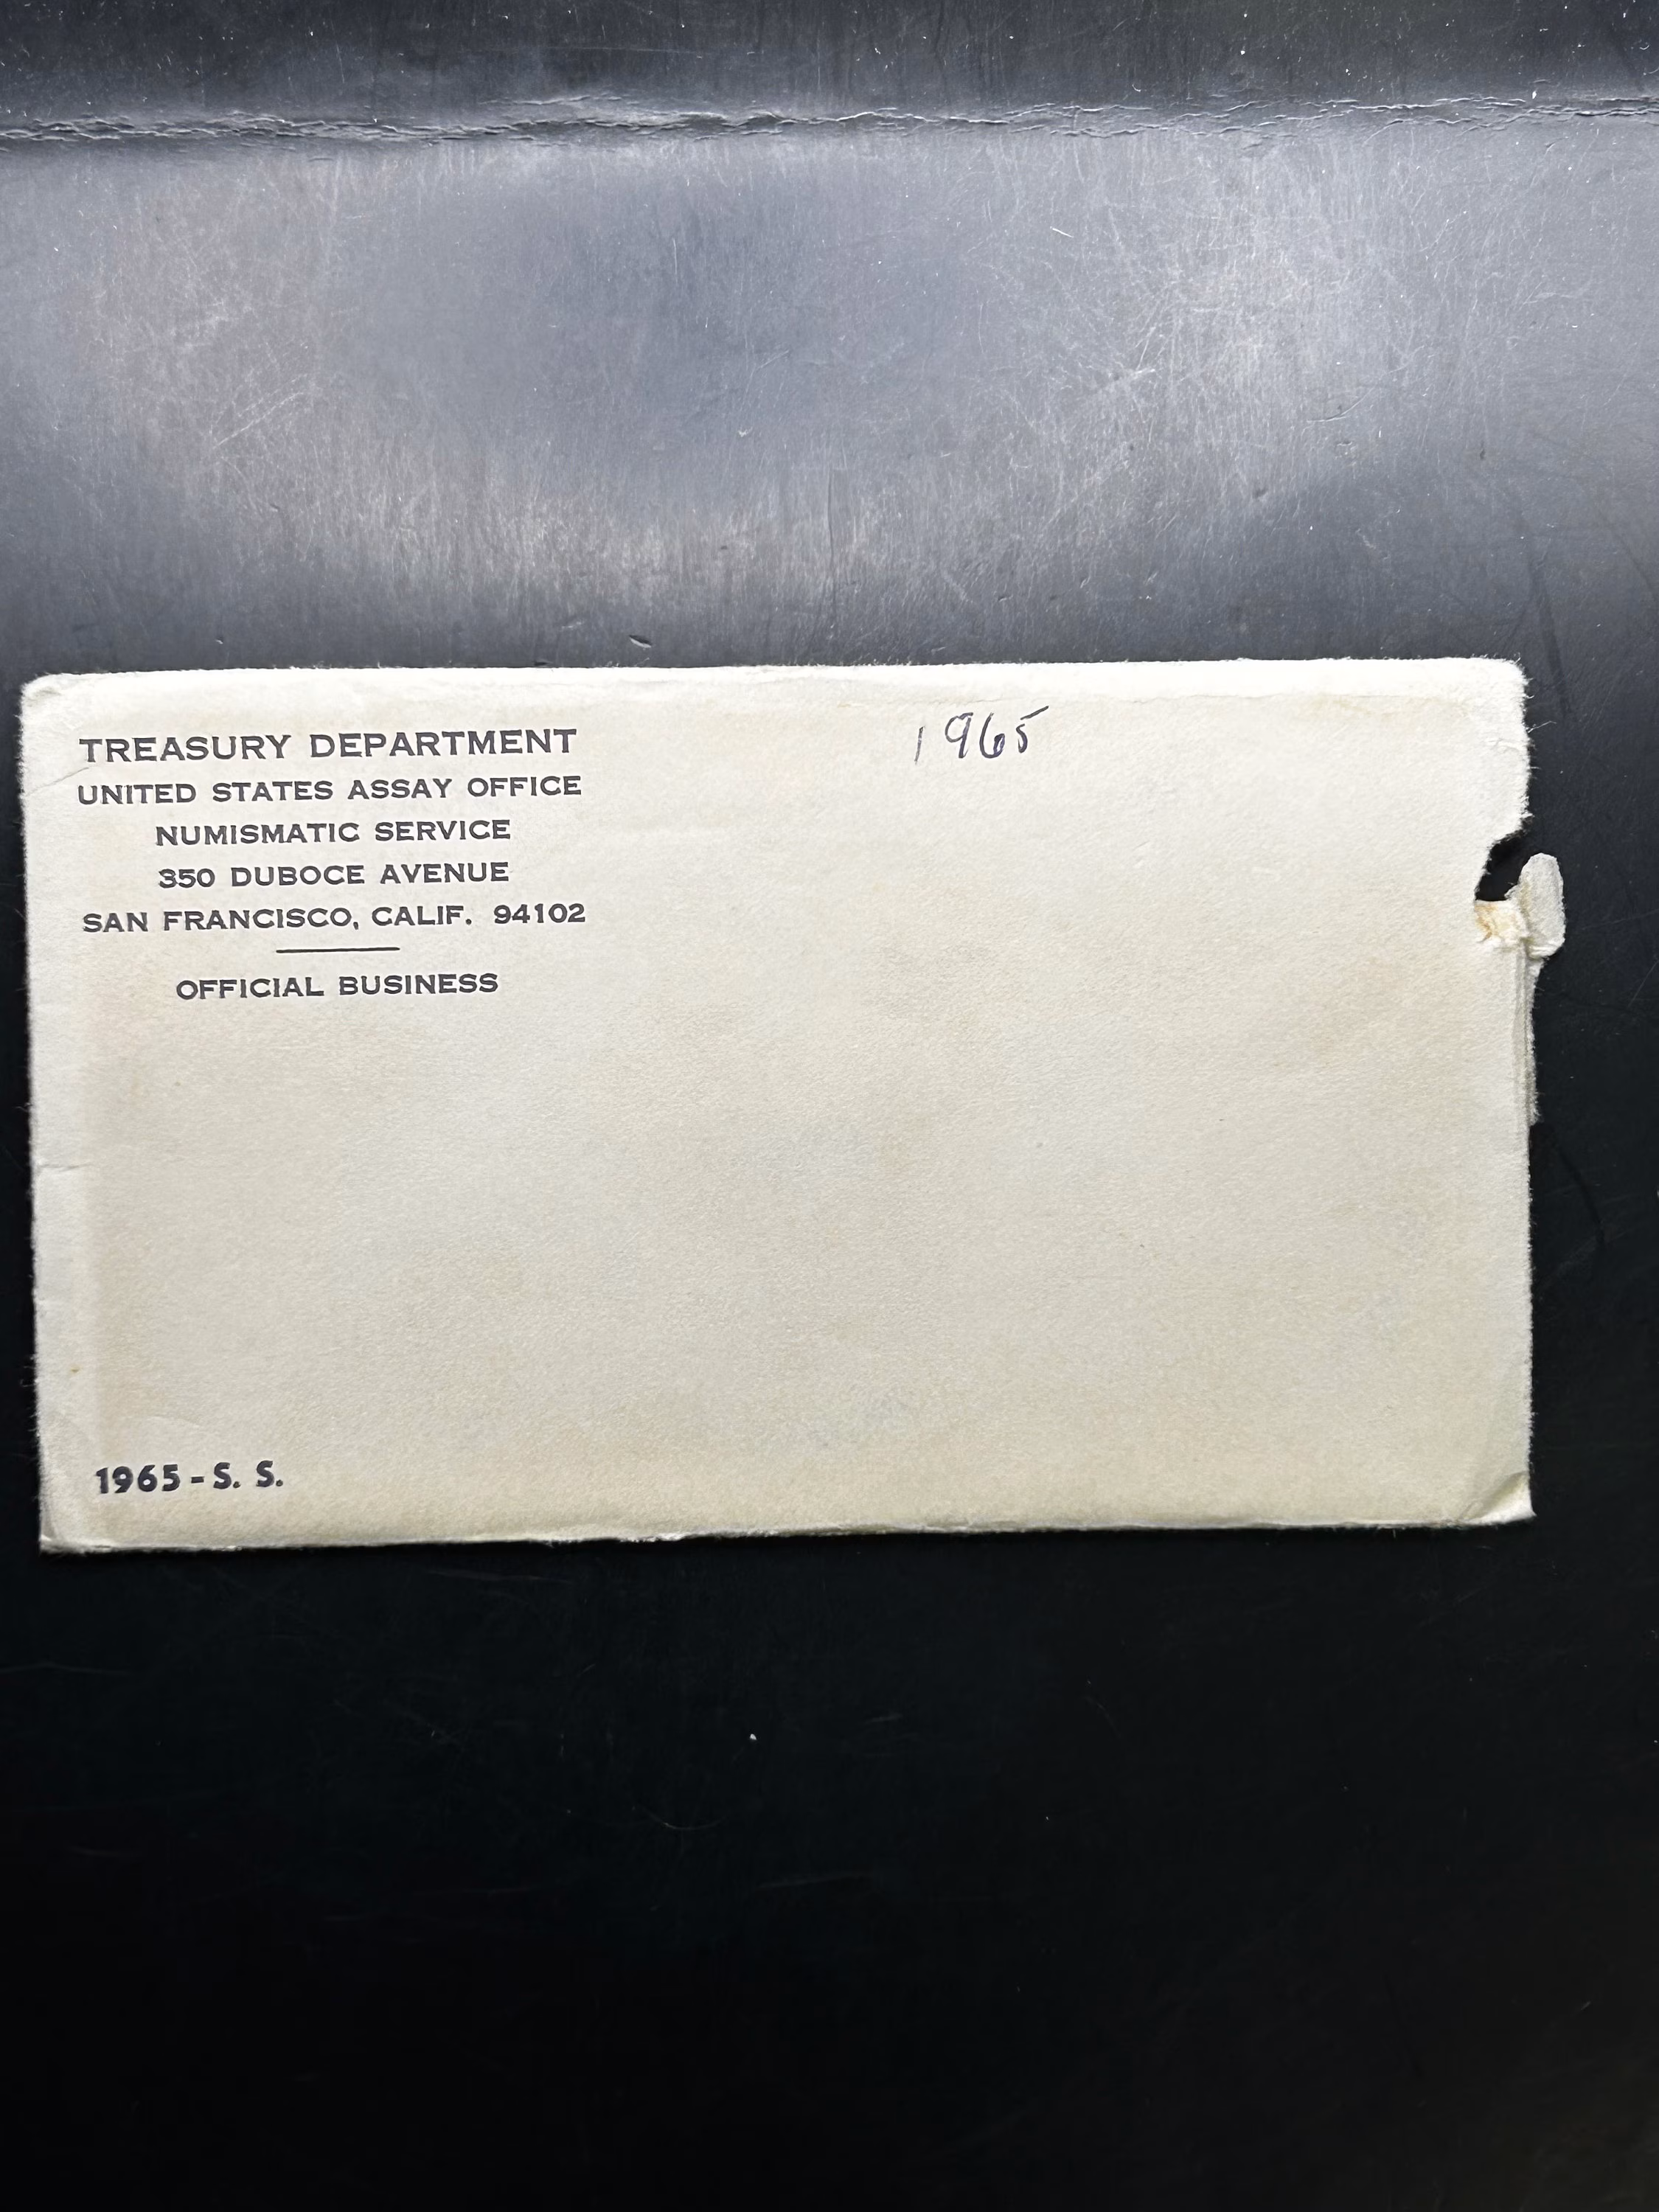 TREASURY DEPARTMENT
UNITED STATES ASSAY OFFICE
NUMISMATIC SERVICE
350 DUBOCE AVENUE
SAN FRANCISCO, CALIF. 94102
OFFICIAL BUSINESS
1965
1965-S. S.